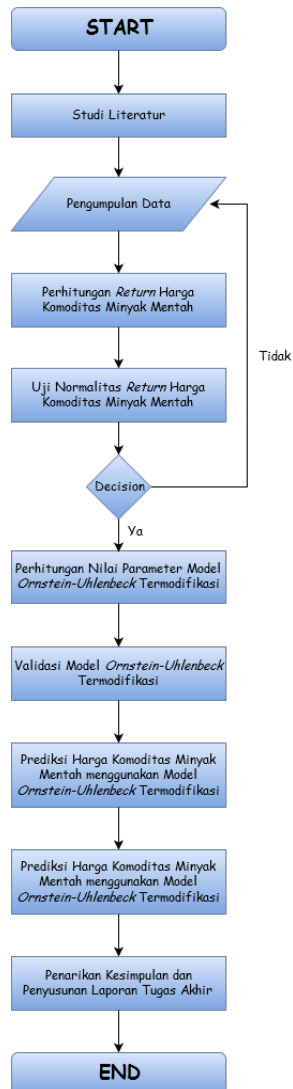 START
Studi Literatur
Pengumpulan Data
Perhitungan Return Harga
Komoditas Minyak Mentah
Tidak
Uji Normalitas Return Harga
Komoditas Minyak Mentah
Decision
Ya
Perhitungan Nilai Parameter Model
Ornstein-Uhlenbeck Termodifikasi
Validasi Model Ornstein-Uhlenbeck
Termodifikasi
Prediksi Harga Komoditas Minyak
Mentah menggunakan Model
Ornstein-Uhlenbeck Termodifikasi
Prediksi Harga Komoditas Minyak
Mentah menggunakan Model
Ornstein-Uhlenbeck Termodifikasi
Penarikan Kesimpulan dan
Penyusunan Laporan Tugas Akhir
END